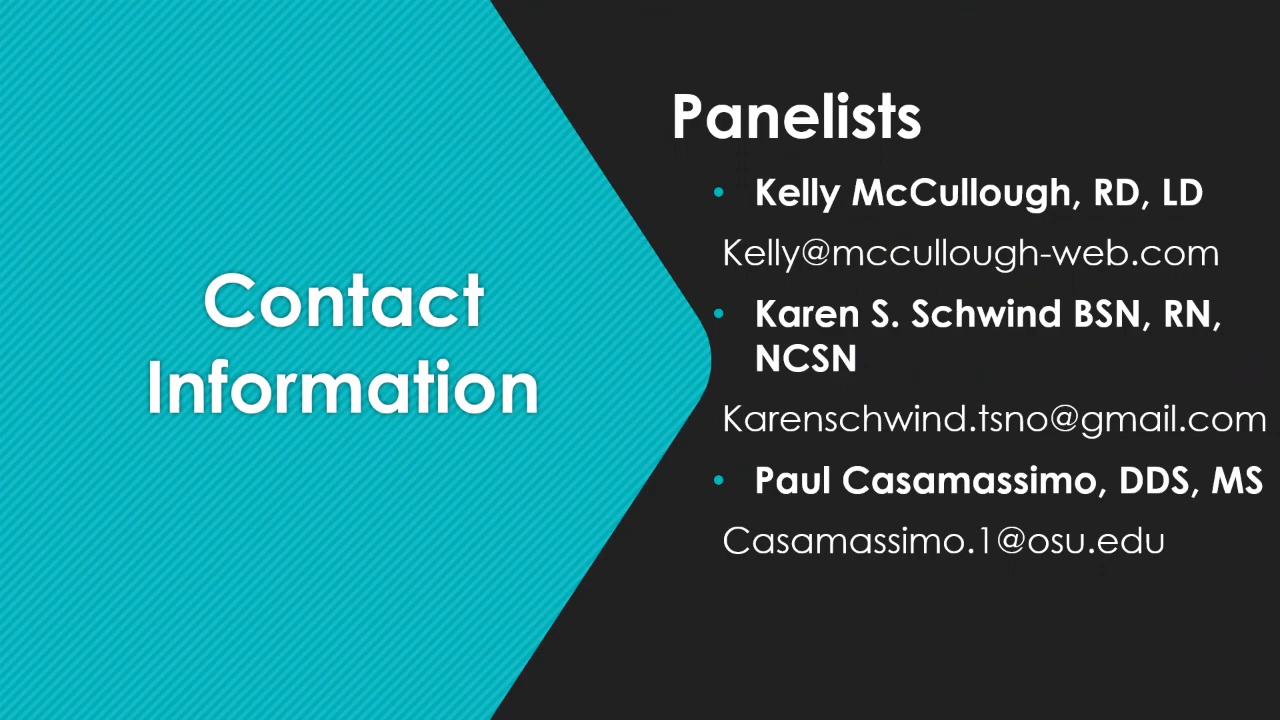 Contact
Information
Panelists
• Kelly McCullough, RD, LD
Kelly@mccullough-web.com
• Karen S. Schwind BSN, RN,
NCSN
Karenschwind.tsno@gmail.com
• Paul Casamassimo, DDS, MS
Casamassimo.1@osu.edu